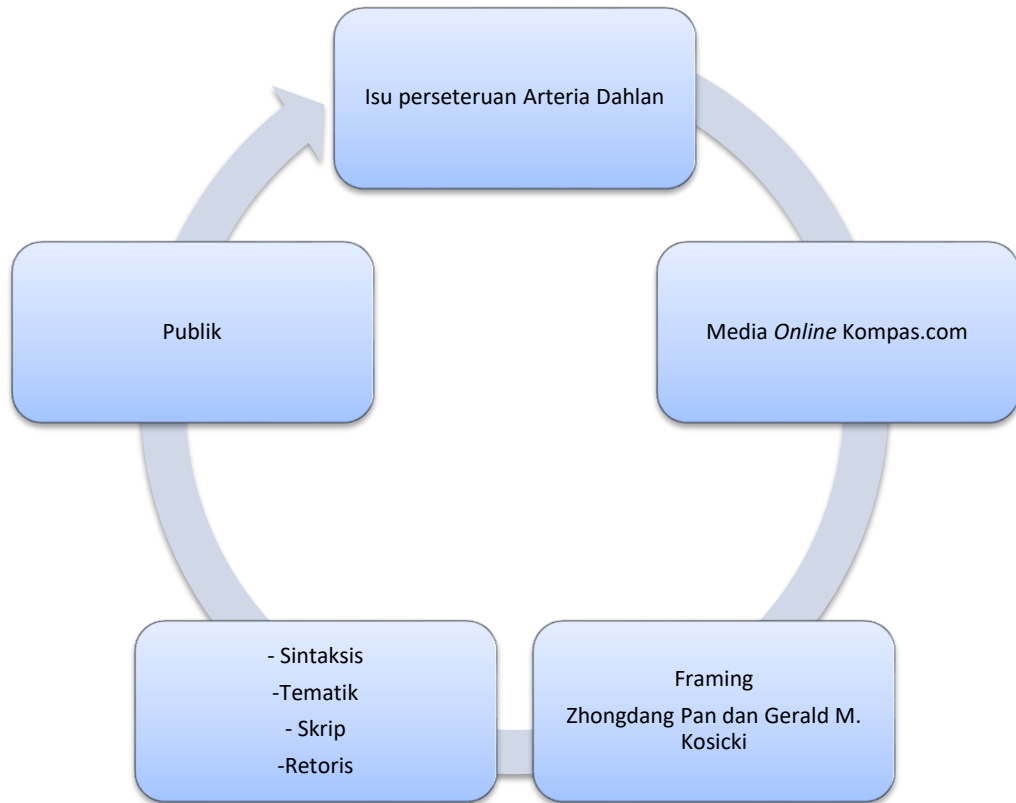 Isu perseteruan Arteria Dahlan
Media Online Kompas.com
Framing
Zhongdang Pan dan Gerald M.
Kosicki
- Sintaksis
-Tematik
- Skrip
-Retoris
Publik